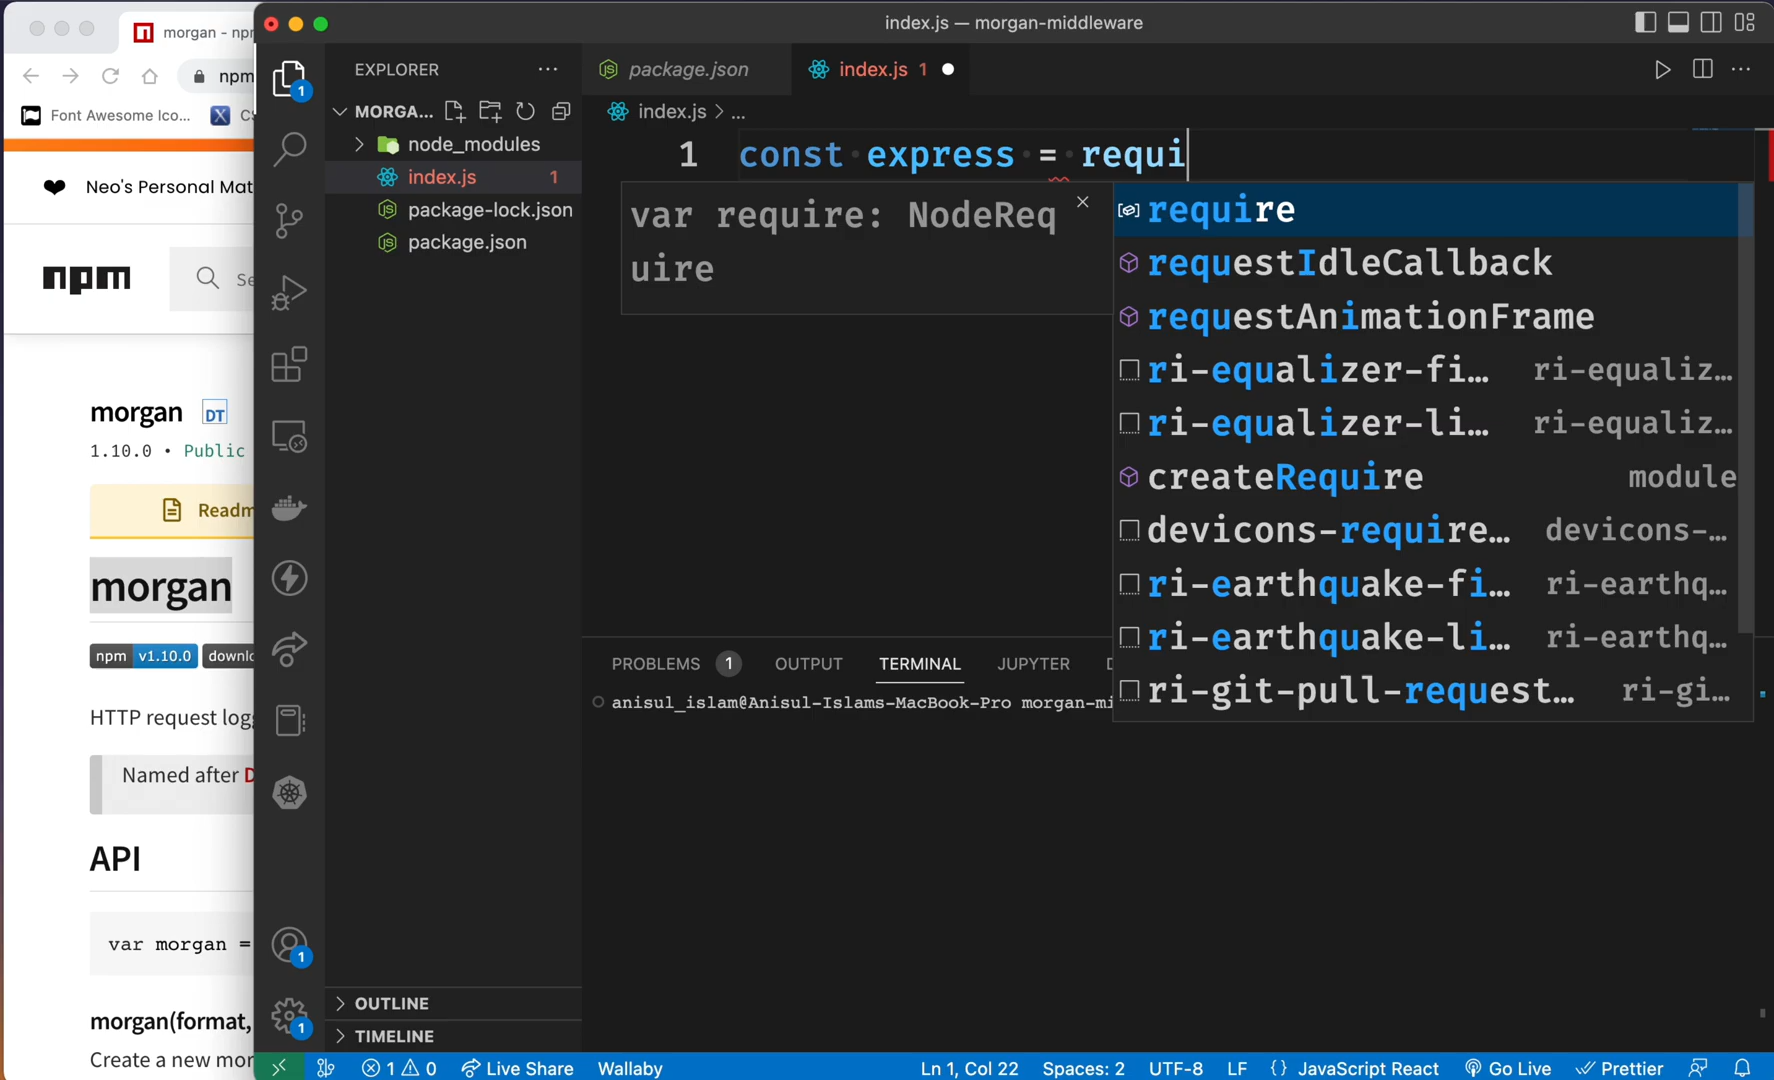 morgan - npm
index.js — morgan-middleware
npm
Font Awesome Ico...
Neo's Personal Mat
npm
morgan DT
1.10.0 • Public
Readm
morgan
npm v1.10.0
HTTP request logg
Named after D
API
var morgan =
morgan(format,
Create a new mor
1
EXPLORER
MORGA...
node_modules
index.js 1
package-lock.json
package.json
OUTLINE
TIMELINE
1
1
package.json
index.js 1
index.js > ...
1 const express = requi
var require: NodeReq
uire
require
requestIdleCallback
requestAnimationFrame
ri-equalizer-fi… ri-equaliz…
ri-equalizer-li… ri-equaliz…
createRequire module
devicons-require… devicons-…
ri-earthquake-fi… ri-earthq…
ri-earthquake-li… ri-earthq…
ri-git-pull-request… ri-gi…
PROBLEMS 1 OUTPUT TERMINAL JUPYTER
anisul_islam@Anisul-Islams-MacBook-Pro morgan-mi
1 0 Live Share Wallaby Ln 1, Col 22 Spaces: 2 UTF-8 LF {} JavaScript React Go Live Prettier